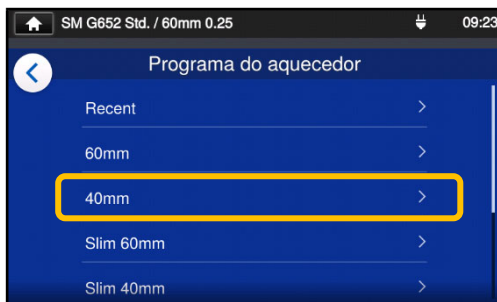 SM G652 Std. / 60mm 0.25 09:23
Programa do aquecedor
Recent
60mm
40mm
Slim 60mm
Slim 40mm